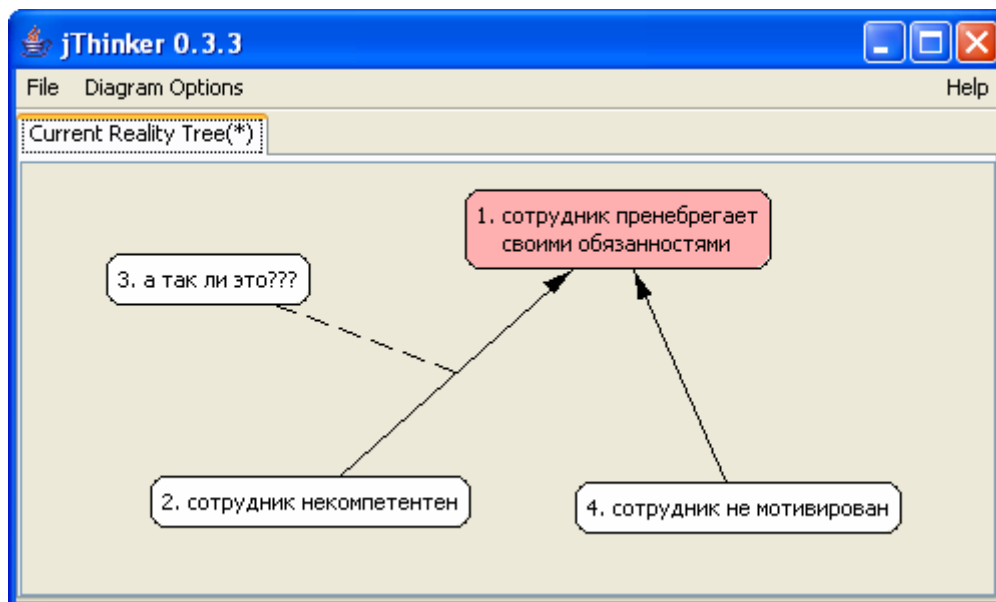 jThinker 0.3.3
File Diagram Options Help
Current Reality Tree(*)
1. сотрудник пренебрегает
своими обязанностями
3. а так ли это???
2. сотрудник некомпетентен
4. сотрудник не мотивирован